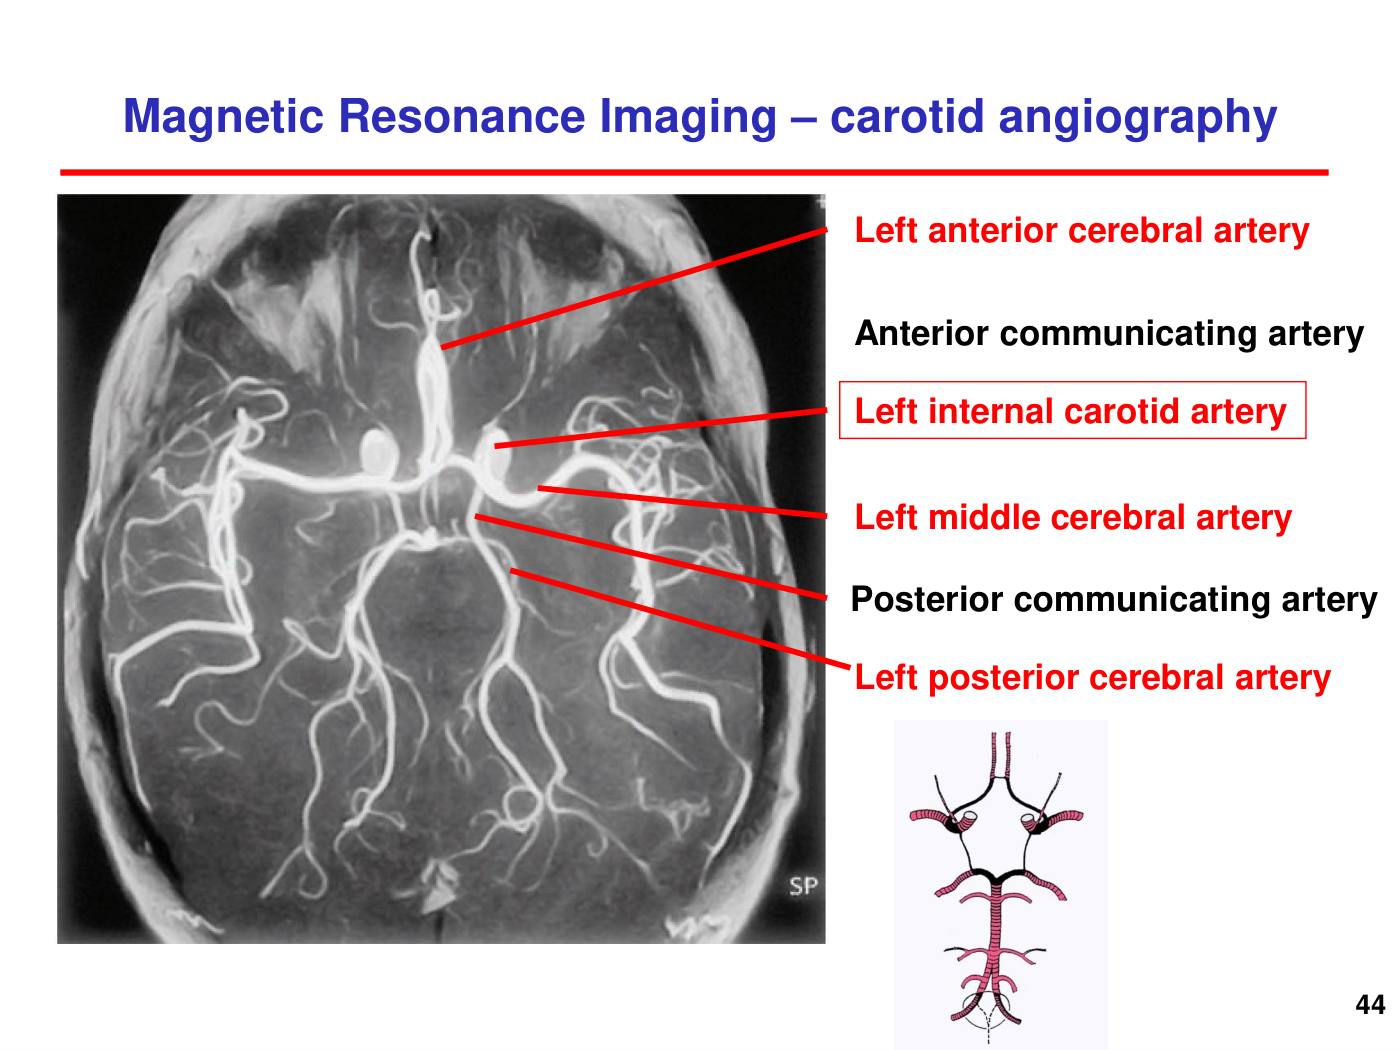 Magnetic Resonance Imaging – carotid angiography
Left anterior cerebral artery
Anterior communicating artery
Left internal carotid artery
Left middle cerebral artery
Posterior communicating artery
Left posterior cerebral artery
SP
44